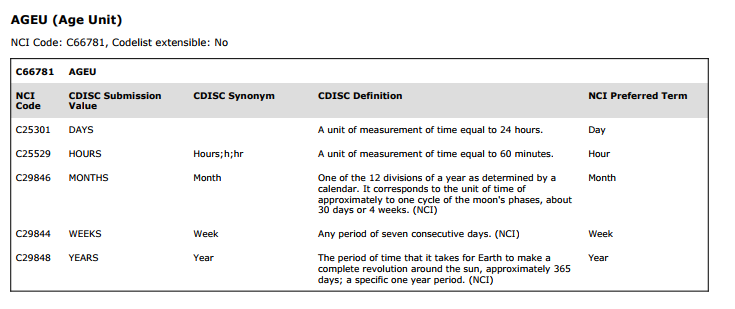 AGEU (Age Unit)
NCI Code: C66781, Codelist extensible: No
C66781 AGEU
NCI Code CDISC Submission Value CDISC Synonym CDISC Definition NCI Preferred Term
C25301 DAYS A unit of measurement of time equal to 24 hours. Day
C25529 HOURS Hours;h;hr A unit of measurement of time equal to 60 minutes. Hour
C29846 MONTHS Month One of the 12 divisions of a year as determined by a Month
calendar. It corresponds to the unit of time of
approximately to one cycle of the moon's phases, about
30 days or 4 weeks. (NCI)
C29844 WEEKS Week Any period of seven consecutive days. (NCI) Week
C29848 YEARS Year The period of time that it takes for Earth to make a Year
complete revolution around the sun, approximately 365
days; a specific one year period. (NCI)